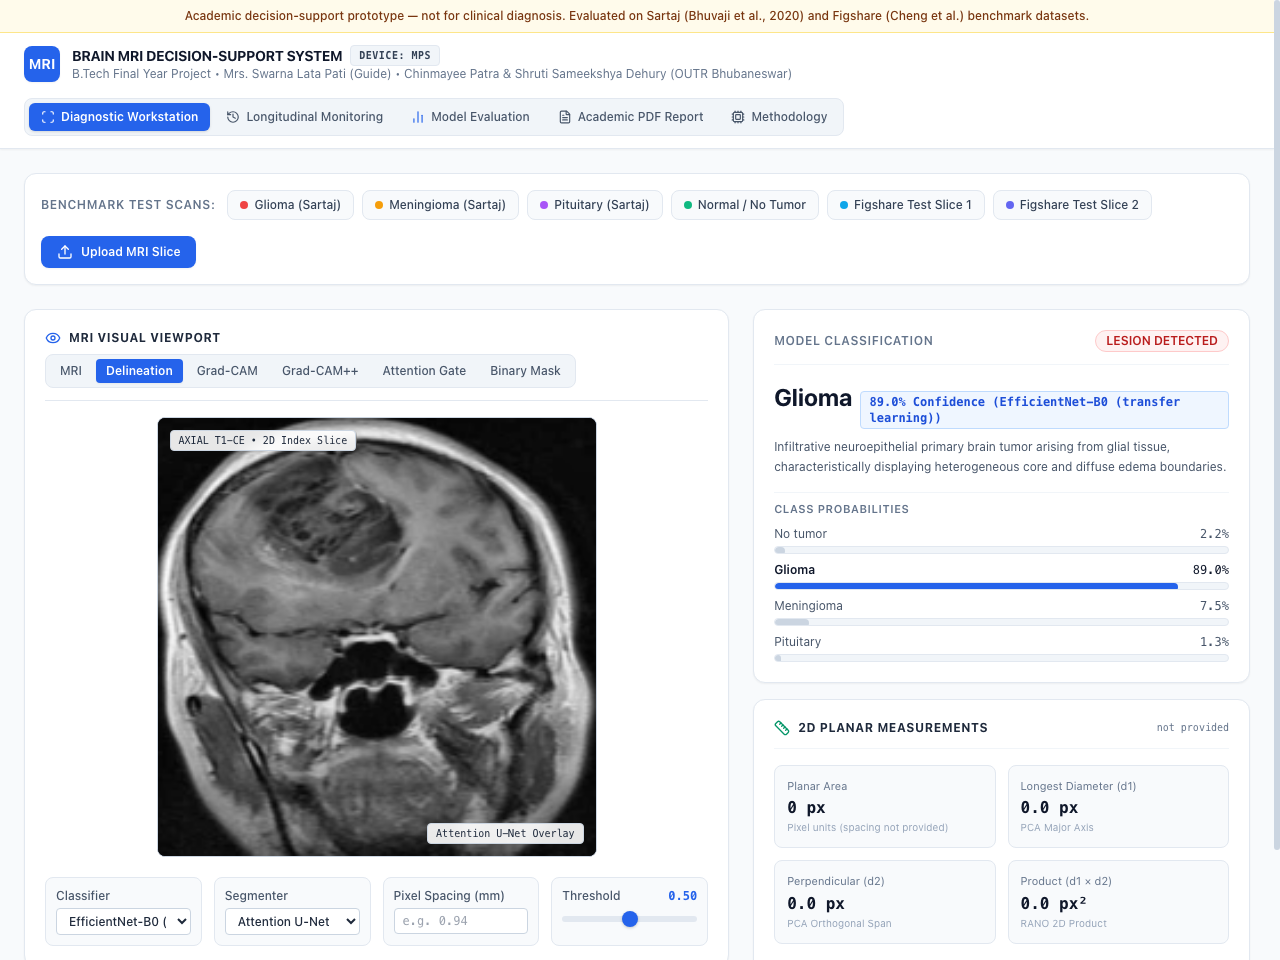 Academic decision-support prototype — not for clinical diagnosis. Evaluated on Sartaj (Bhuvaji et al., 2020) and Figshare (Cheng et al.) benchmark datasets.
MRI
BRAIN MRI DECISION-SUPPORT SYSTEM
DEVICE: MPS
B.Tech Final Year Project • Mrs. Swarna Lata Pati (Guide) • Chinmayee Patra & Shruti Sameekshya Dehury (OUTR Bhubaneswar)
Diagnostic Workstation
Longitudinal Monitoring
Model Evaluation
Academic PDF Report
Methodology
BENCHMARK TEST SCANS:
Glioma (Sartaj)
Meningioma (Sartaj)
Pituitary (Sartaj)
Normal / No Tumor
Figshare Test Slice 1
Figshare Test Slice 2
Upload MRI Slice
MRI VISUAL VIEWPORT
MRI
Delineation
Grad-CAM
Grad-CAM++
Attention Gate
Binary Mask
AXIAL T1-CE • 2D Index Slice
Attention U-Net Overlay
Classifier
EfficientNet-B0 (
Segmenter
Attention U-Net
Pixel Spacing (mm)
e.g. 0.94
Threshold
0.50
MODEL CLASSIFICATION
LESION DETECTED
Glioma
89.0% Confidence (EfficientNet-B0 (transfer
learning))
Infiltrative neuroepithelial primary brain tumor arising from glial tissue,
characteristically displaying heterogeneous core and diffuse edema boundaries.
CLASS PROBABILITIES
No tumor
2.2%
Glioma
89.0%
Meningioma
7.5%
Pituitary
1.3%
2D PLANAR MEASUREMENTS
not provided
Planar Area
0 px
Pixel units (spacing not provided)
Longest Diameter (d1)
0.0 px
PCA Major Axis
Perpendicular (d2)
0.0 px
PCA Orthogonal Span
Product (d1 × d2)
0.0 px²
RANO 2D Product